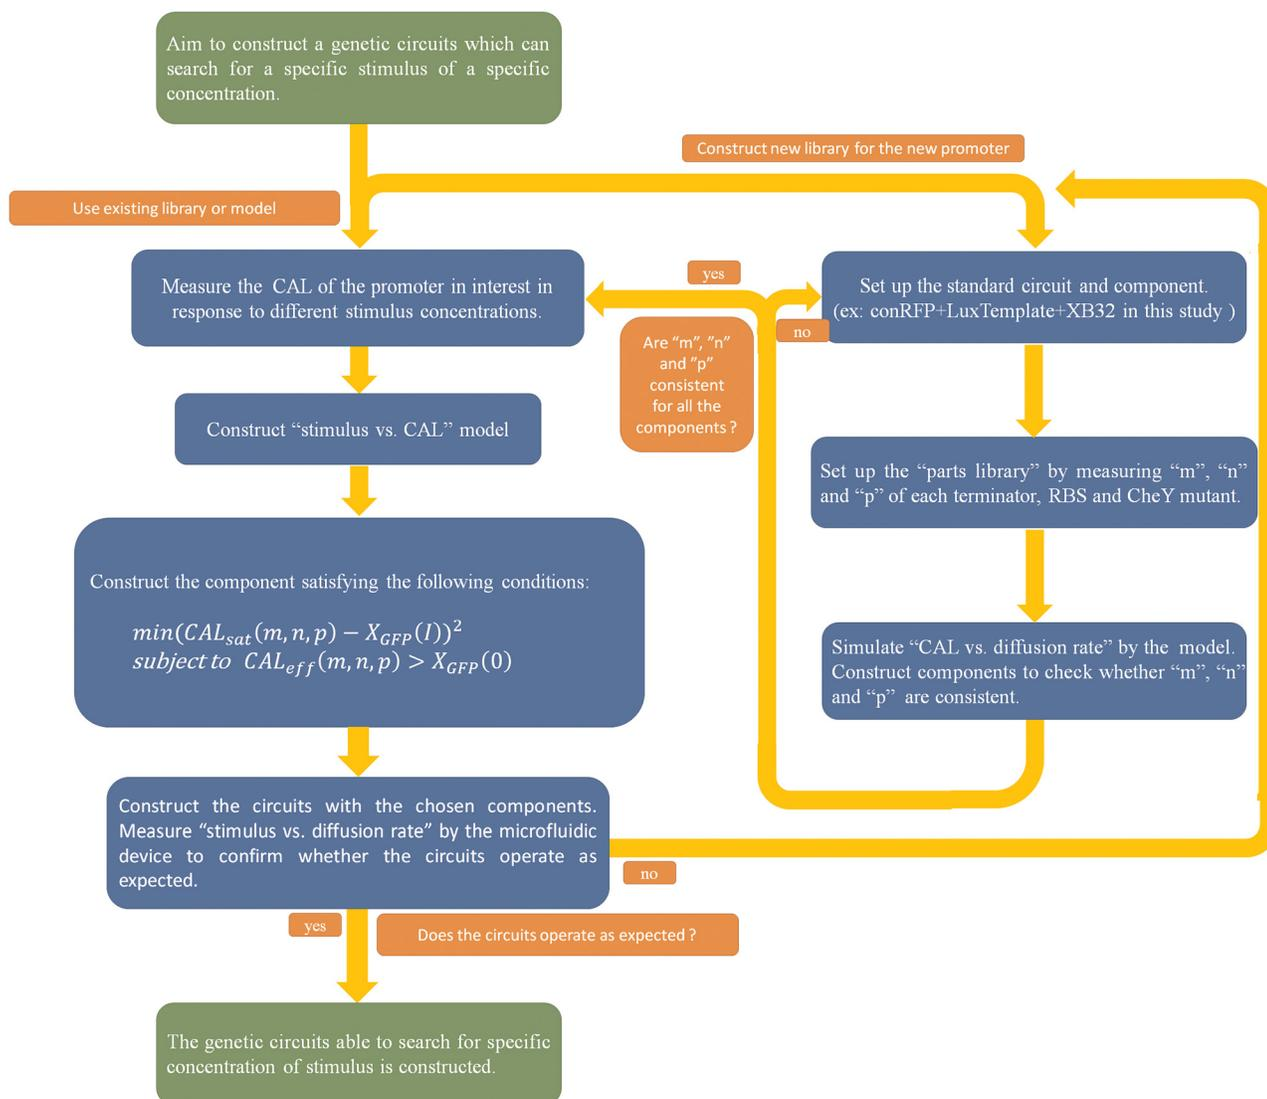 Aim to construct a genetic circuits which can
search for a specific stimulus of a specific
concentration.
Construct new library for the new promoter
Use existing library or model
Measure the CAL of the promoter in interest in
response to different stimulus concentrations.
yes
no
Are “m”, “n”
and ”p”
consistent
for all the
components ?
Set up the standard circuit and component.
(ex: conRFP+LuxTemplate+XB32 in this study )
Construct “stimulus vs. CAL” model
Set up the “parts library” by measuring “m”, “n”
and “p” of each terminator, RBS and CheY mutant.
Construct the component satisfying the following conditions:
min(CAL_sat(m, n, p) − X_GFP(I))²
subject to CAL_eff(m, n, p) > X_GFP(0)
Simulate “CAL vs. diffusion rate” by the model.
Construct components to check whether “m”, “n”
and “p” are consistent.
Construct the circuits with the chosen components.
Measure “stimulus vs. diffusion rate” by the microfluidic
device to confirm whether the circuits operate as
expected.
no
yes
Does the circuits operate as expected ?
The genetic circuits able to search for specific
concentration of stimulus is constructed.